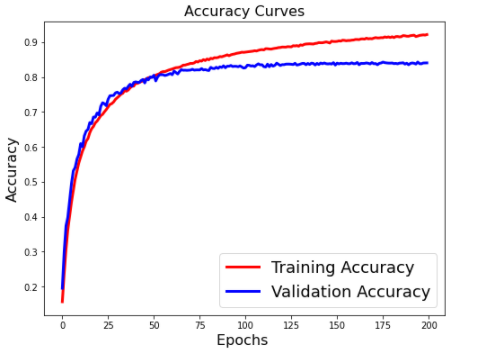 Accuracy Curves
0.9
0.8
0.7
0.6
0.5
0.4
0.3
0.2
Accuracy
Training Accuracy
Validation Accuracy
0 25 50 75 100 125 150 175 200
Epochs